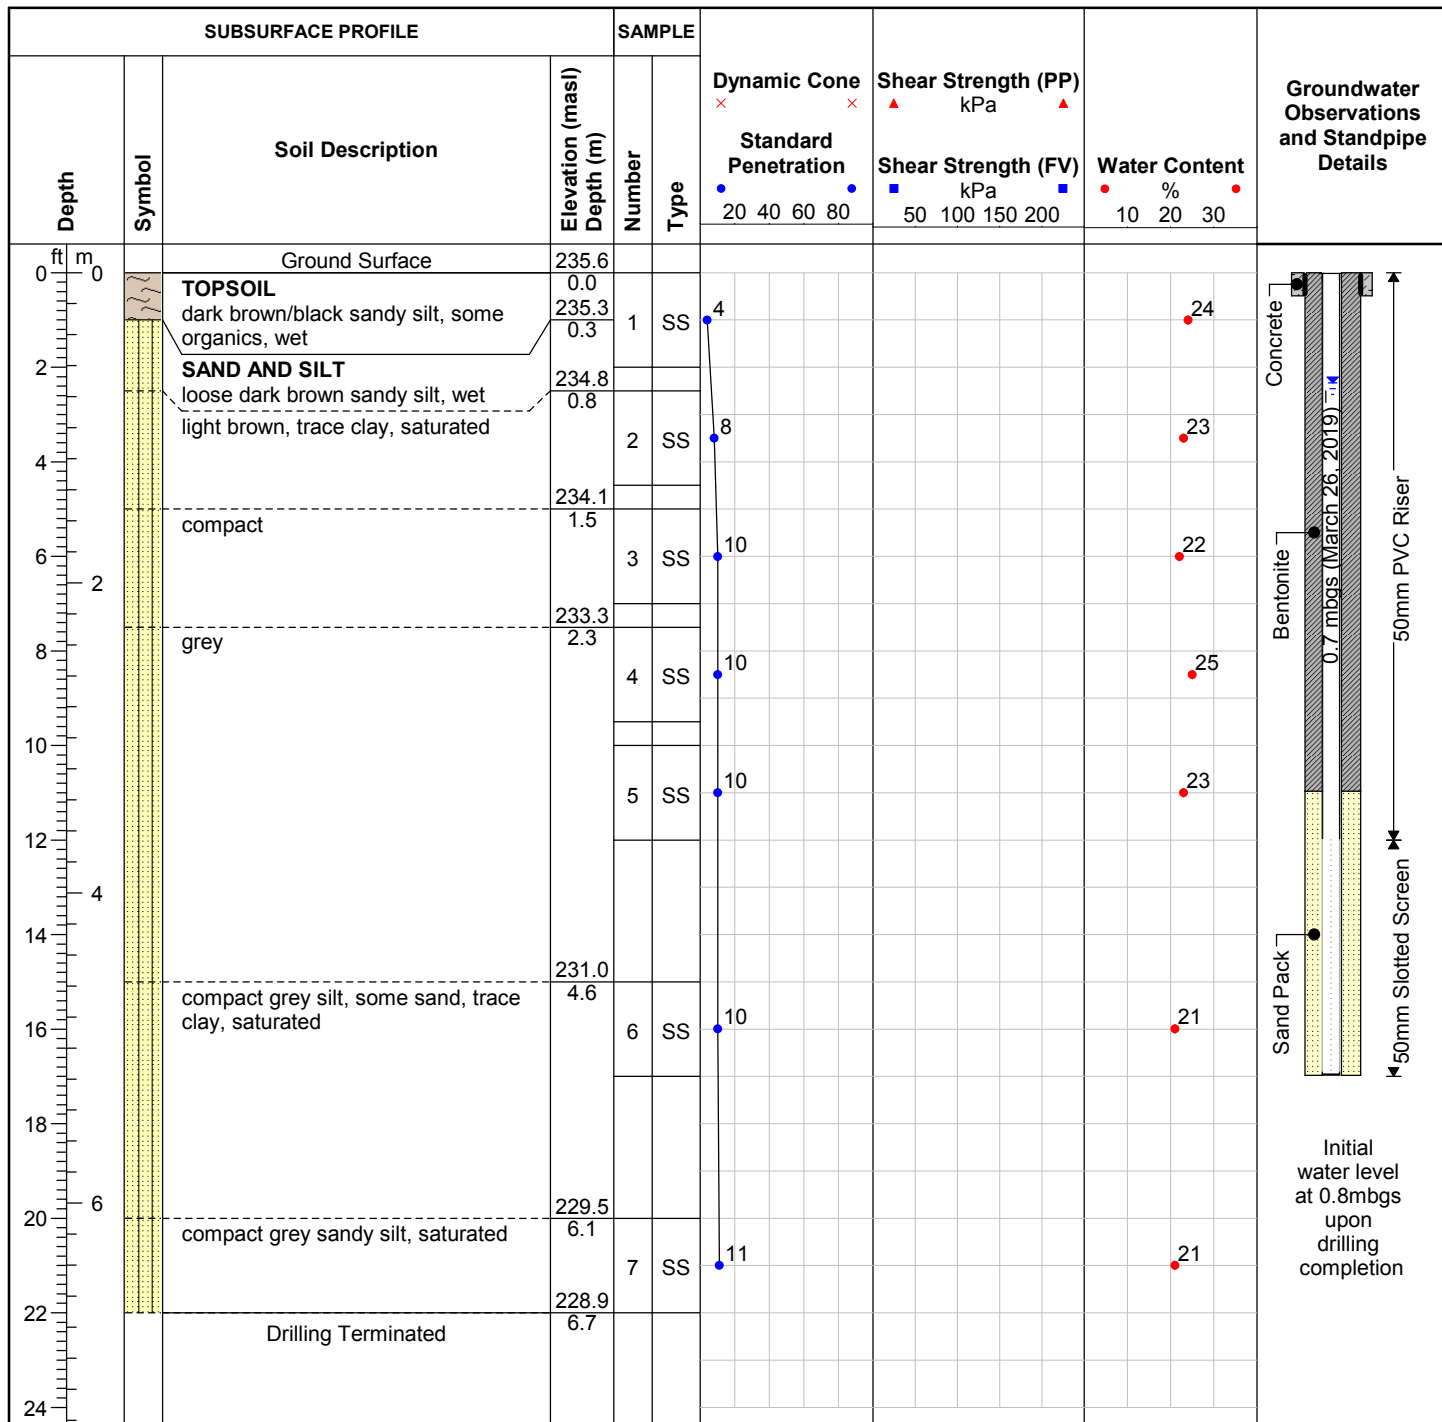 SUBSURFACE PROFILE
SAMPLE
Depth
Symbol
Soil Description
Elevation (masl)
Depth (m)
Number
Type
Dynamic Cone
Standard
Penetration
20 40 60 80
Shear Strength (PP)
kPa
Shear Strength (FV)
kPa
50 100 150 200
Water Content
%
10 20 30
Groundwater
Observations
and Standpipe
Details
ft m
0 0
2
4
6
2
8
10
12
4
14
16
18
6
20
22
24
Ground Surface
235.6
0.0
TOPSOIL
dark brown/black sandy silt, some
organics, wet
235.3
0.3
SAND AND SILT
loose dark brown sandy silt, wet
234.8
0.8
light brown, trace clay, saturated
234.1
1.5
compact
233.3
2.3
grey
231.0
4.6
compact grey silt, some sand, trace
clay, saturated
229.5
6.1
compact grey sandy silt, saturated
228.9
6.7
Drilling Terminated
1 SS 4 24
2 SS 8 23
3 SS 10 22
4 SS 10 25
5 SS 10 23
6 SS 10 21
7 SS 11 21
Concrete
Bentonite
Sand Pack
0.7 mbgs (March 26, 2019)
50mm PVC Riser
50mm Slotted Screen
Initial
water level
at 0.8mbgs
upon
drilling
completion